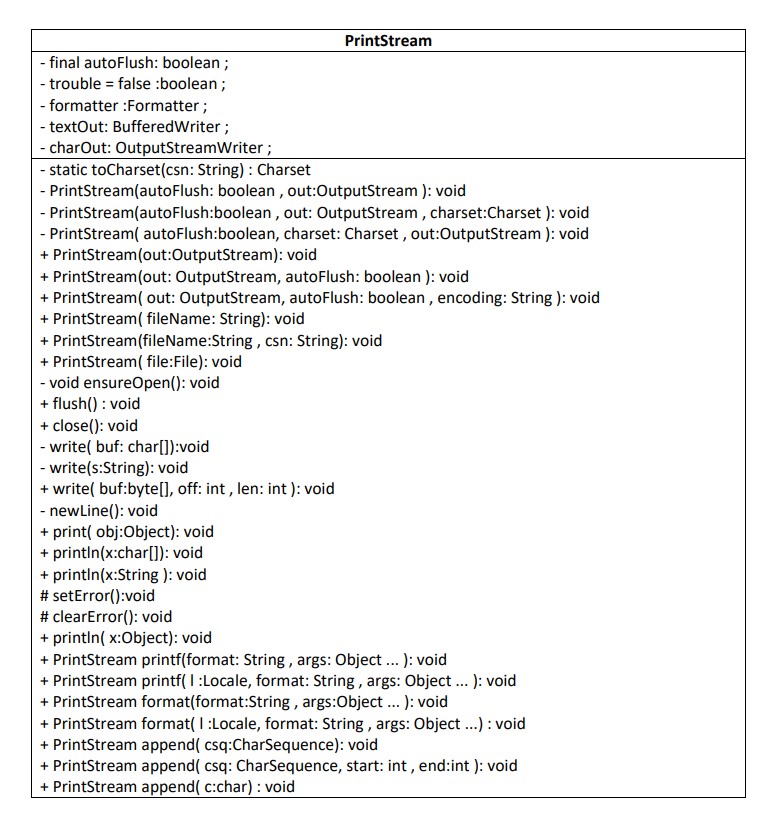 PrintStream
- final autoFlush: boolean ;
- trouble = false :boolean ;
- formatter :Formatter ;
- textOut: BufferedWriter ;
- charOut: OutputStreamWriter ;
- static toCharset(csn: String) : Charset
- PrintStream(autoFlush: boolean , out:OutputStream ): void
- PrintStream(autoFlush:boolean , out: OutputStream , charset:Charset ): void
- PrintStream( autoFlush:boolean, charset: Charset , out:OutputStream ): void
+ PrintStream(out:OutputStream): void
+ PrintStream(out: OutputStream, autoFlush: boolean ): void
+ PrintStream( out: OutputStream, autoFlush: boolean , encoding: String ): void
+ PrintStream( fileName: String): void
+ PrintStream(fileName:String , csn: String): void
+ PrintStream( file:File): void
- void ensureOpen(): void
+ flush() : void
+ close(): void
- write( buf: char[]):void
- write(s:String): void
+ write( buf:byte[], off: int , len: int ): void
- newLine(): void
+ print( obj:Object): void
+ println(x:char[]): void
+ println(x:String ): void
# setError():void
# clearError(): void
+ println( x:Object): void
+ PrintStream printf(format: String , args: Object ... ): void
+ PrintStream printf( l :Locale, format: String , args: Object ... ): void
+ PrintStream format(format:String , args:Object ... ): void
+ PrintStream format( l :Locale, format: String , args: Object ...) : void
+ PrintStream append( csq:CharSequence): void
+ PrintStream append( csq: CharSequence, start: int , end:int ): void
+ PrintStream append( c:char) : void